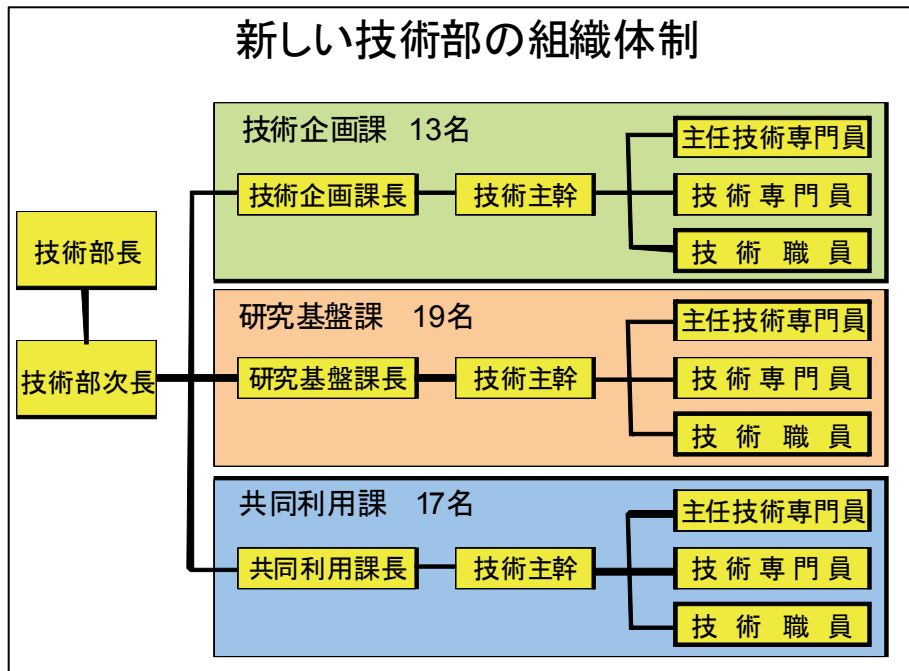 新しい技術部の組織体制
技術部長
技術部次長
技術企画課 13名
技術企画課長
技術主幹
主任技術専門員
技術専門員
技術職員
研究基盤課 19名
研究基盤課長
技術主幹
主任技術専門員
技術専門員
技術職員
共同利用課 17名
共同利用課長
技術主幹
主任技術専門員
技術専門員
技術職員